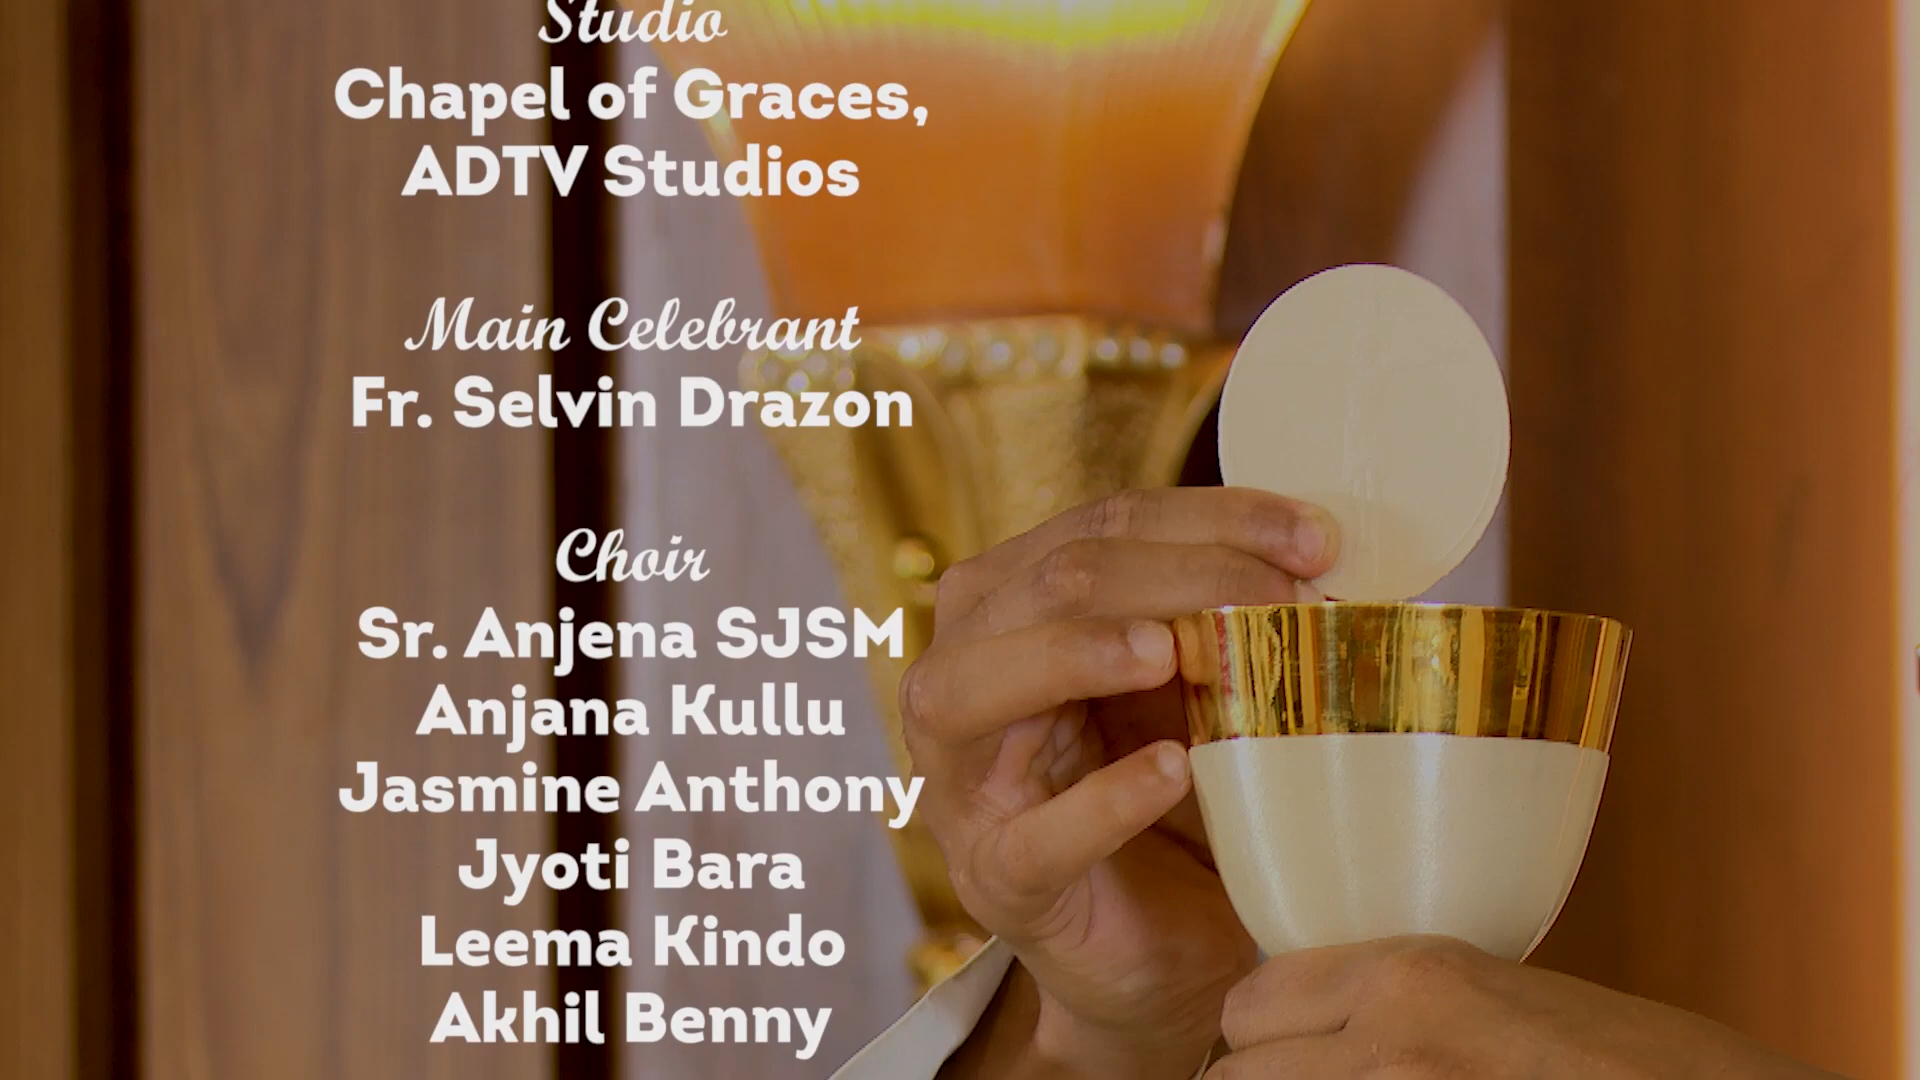 Studio
Chapel of Graces,
ADTV Studios
Main Celebrant
Fr. Selvin Drazon
Choir
Sr. Anjena SJSM
Anjana Kullu
Jasmine Anthony
Jyoti Bara
Leema Kindo
Akhil Benny